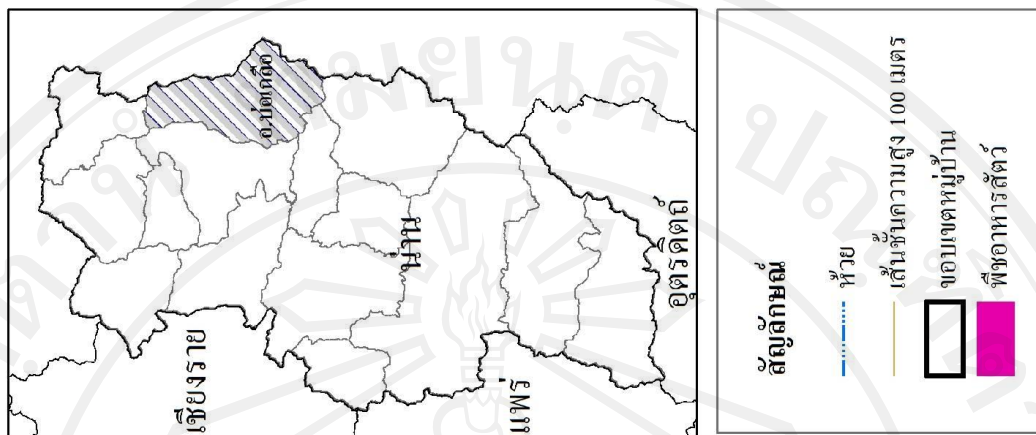 อ.บ่อเกลือ
น่าน
เชียงราย
แพร่
อุตรดิตถ์
สัญลักษณ์
ห้วย
เส้นชั้นความสูง 100 เมตร
ขอบเขตหมู่บ้าน
พืชอาหารสัตว์